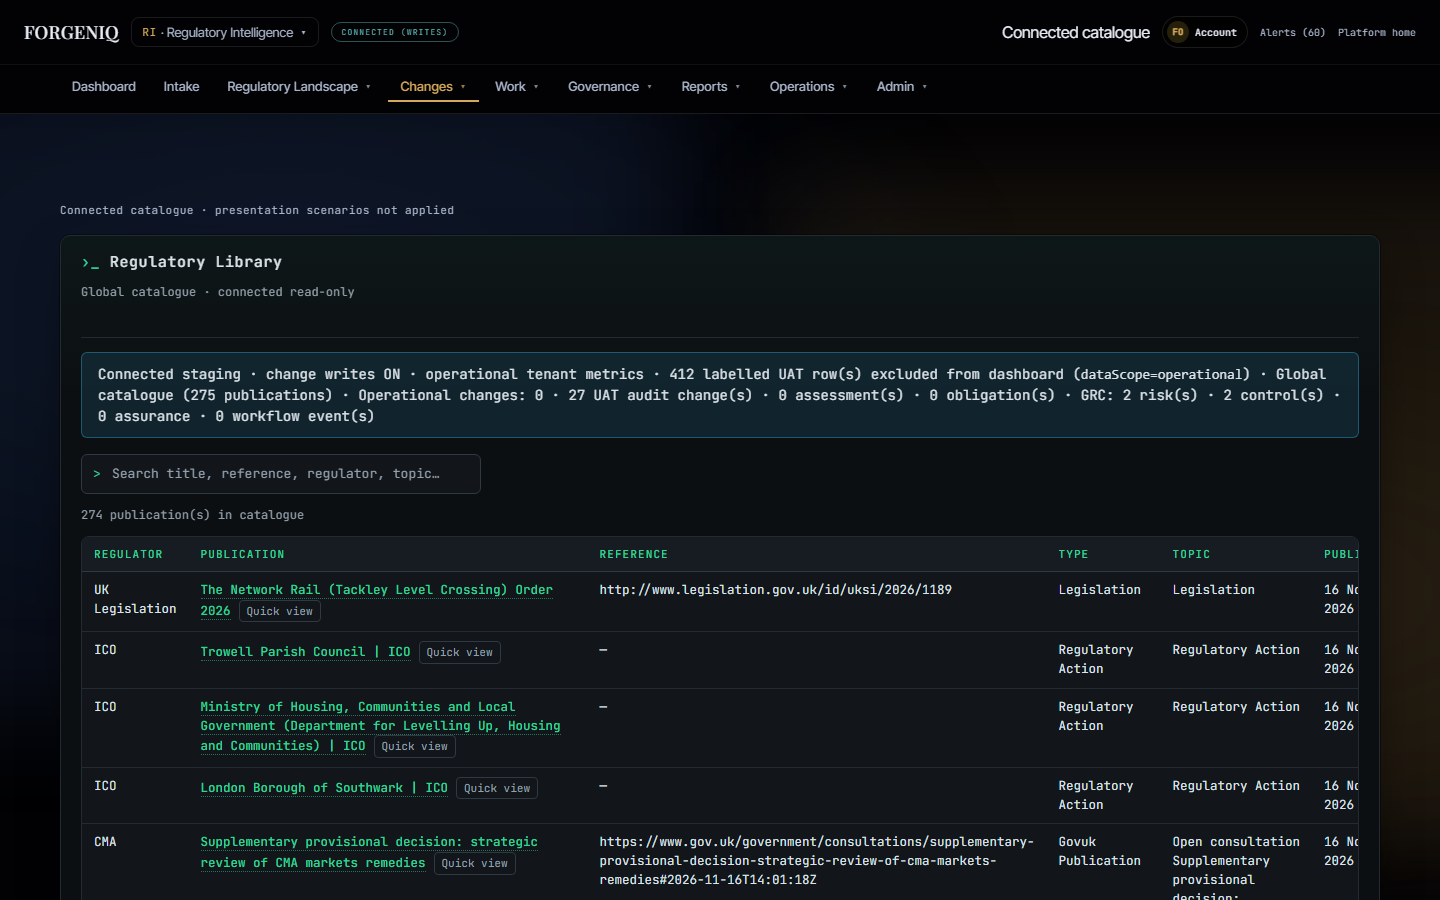 FORGENIQ
RI · Regulatory Intelligence ▾
CONNECTED (WRITES)
Connected catalogue
FO Account
Alerts (60)
Platform home
Dashboard
Intake
Regulatory Landscape ▾
Changes ▾
Work ▾
Governance ▾
Reports ▾
Operations ▾
Admin ▾
Connected catalogue · presentation scenarios not applied
›_ Regulatory Library
Global catalogue · connected read-only
Connected staging · change writes ON · operational tenant metrics · 412 labelled UAT row(s) excluded from dashboard (dataScope=operational) · Global
catalogue (275 publications) · Operational changes: 0 · 27 UAT audit change(s) · 0 assessment(s) · 0 obligation(s) · GRC: 2 risk(s) · 2 control(s) ·
0 assurance · 0 workflow event(s)
> Search title, reference, regulator, topic…
274 publication(s) in catalogue
REGULATOR PUBLICATION REFERENCE TYPE TOPIC PUBLI
UK The Network Rail (Tackley Level Crossing) Order http://www.legislation.gov.uk/id/uksi/2026/1189 Legislation Legislation 16 No
Legislation 2026 Quick view 2026
ICO Trowell Parish Council | ICO Quick view — Regulatory Regulatory Action 16 No
Action 2026
ICO Ministry of Housing, Communities and Local — Regulatory Regulatory Action 16 No
Government (Department for Levelling Up, Housing Action 2026
and Communities) | ICO Quick view
ICO London Borough of Southwark | ICO Quick view — Regulatory Regulatory Action 16 No
Action 2026
CMA Supplementary provisional decision: strategic https://www.gov.uk/government/consultations/supplementary- Govuk Open consultation 16 No
review of CMA markets remedies Quick view provisional-decision-strategic-review-of-cma-markets- Publication Supplementary 2026
remedies#2026-11-16T14:01:18Z provisional
decision: